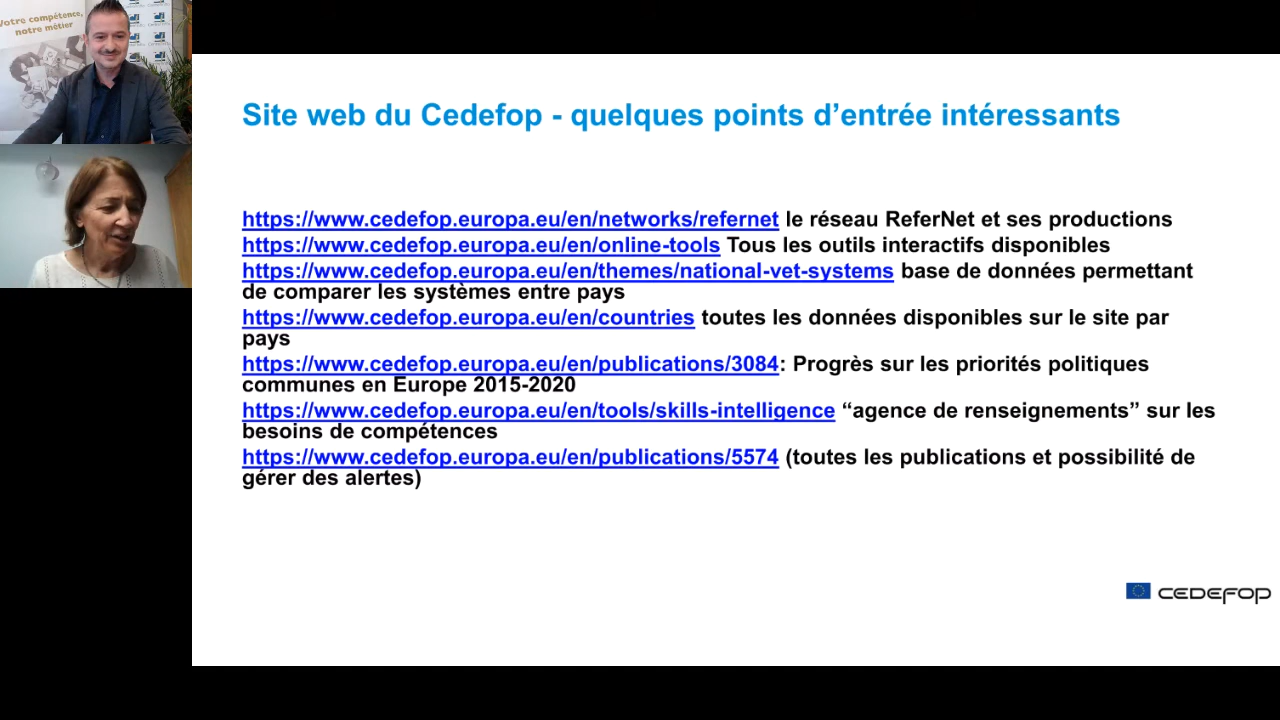 Votre compétence,
notre métier
Site web du Cedefop - quelques points d’entrée intéressants
https://www.cedefop.europa.eu/en/networks/refernet le réseau ReferNet et ses productions
https://www.cedefop.europa.eu/en/online-tools Tous les outils interactifs disponibles
https://www.cedefop.europa.eu/en/themes/national-vet-systems base de données permettant
de comparer les systèmes entre pays
https://www.cedefop.europa.eu/en/countries toutes les données disponibles sur le site par
pays
https://www.cedefop.europa.eu/en/publications/3084: Progrès sur les priorités politiques
communes en Europe 2015-2020
https://www.cedefop.europa.eu/en/tools/skills-intelligence “agence de renseignements” sur les
besoins de compétences
https://www.cedefop.europa.eu/en/publications/5574 (toutes les publications et possibilité de
gérer des alertes)
CEDEFOP